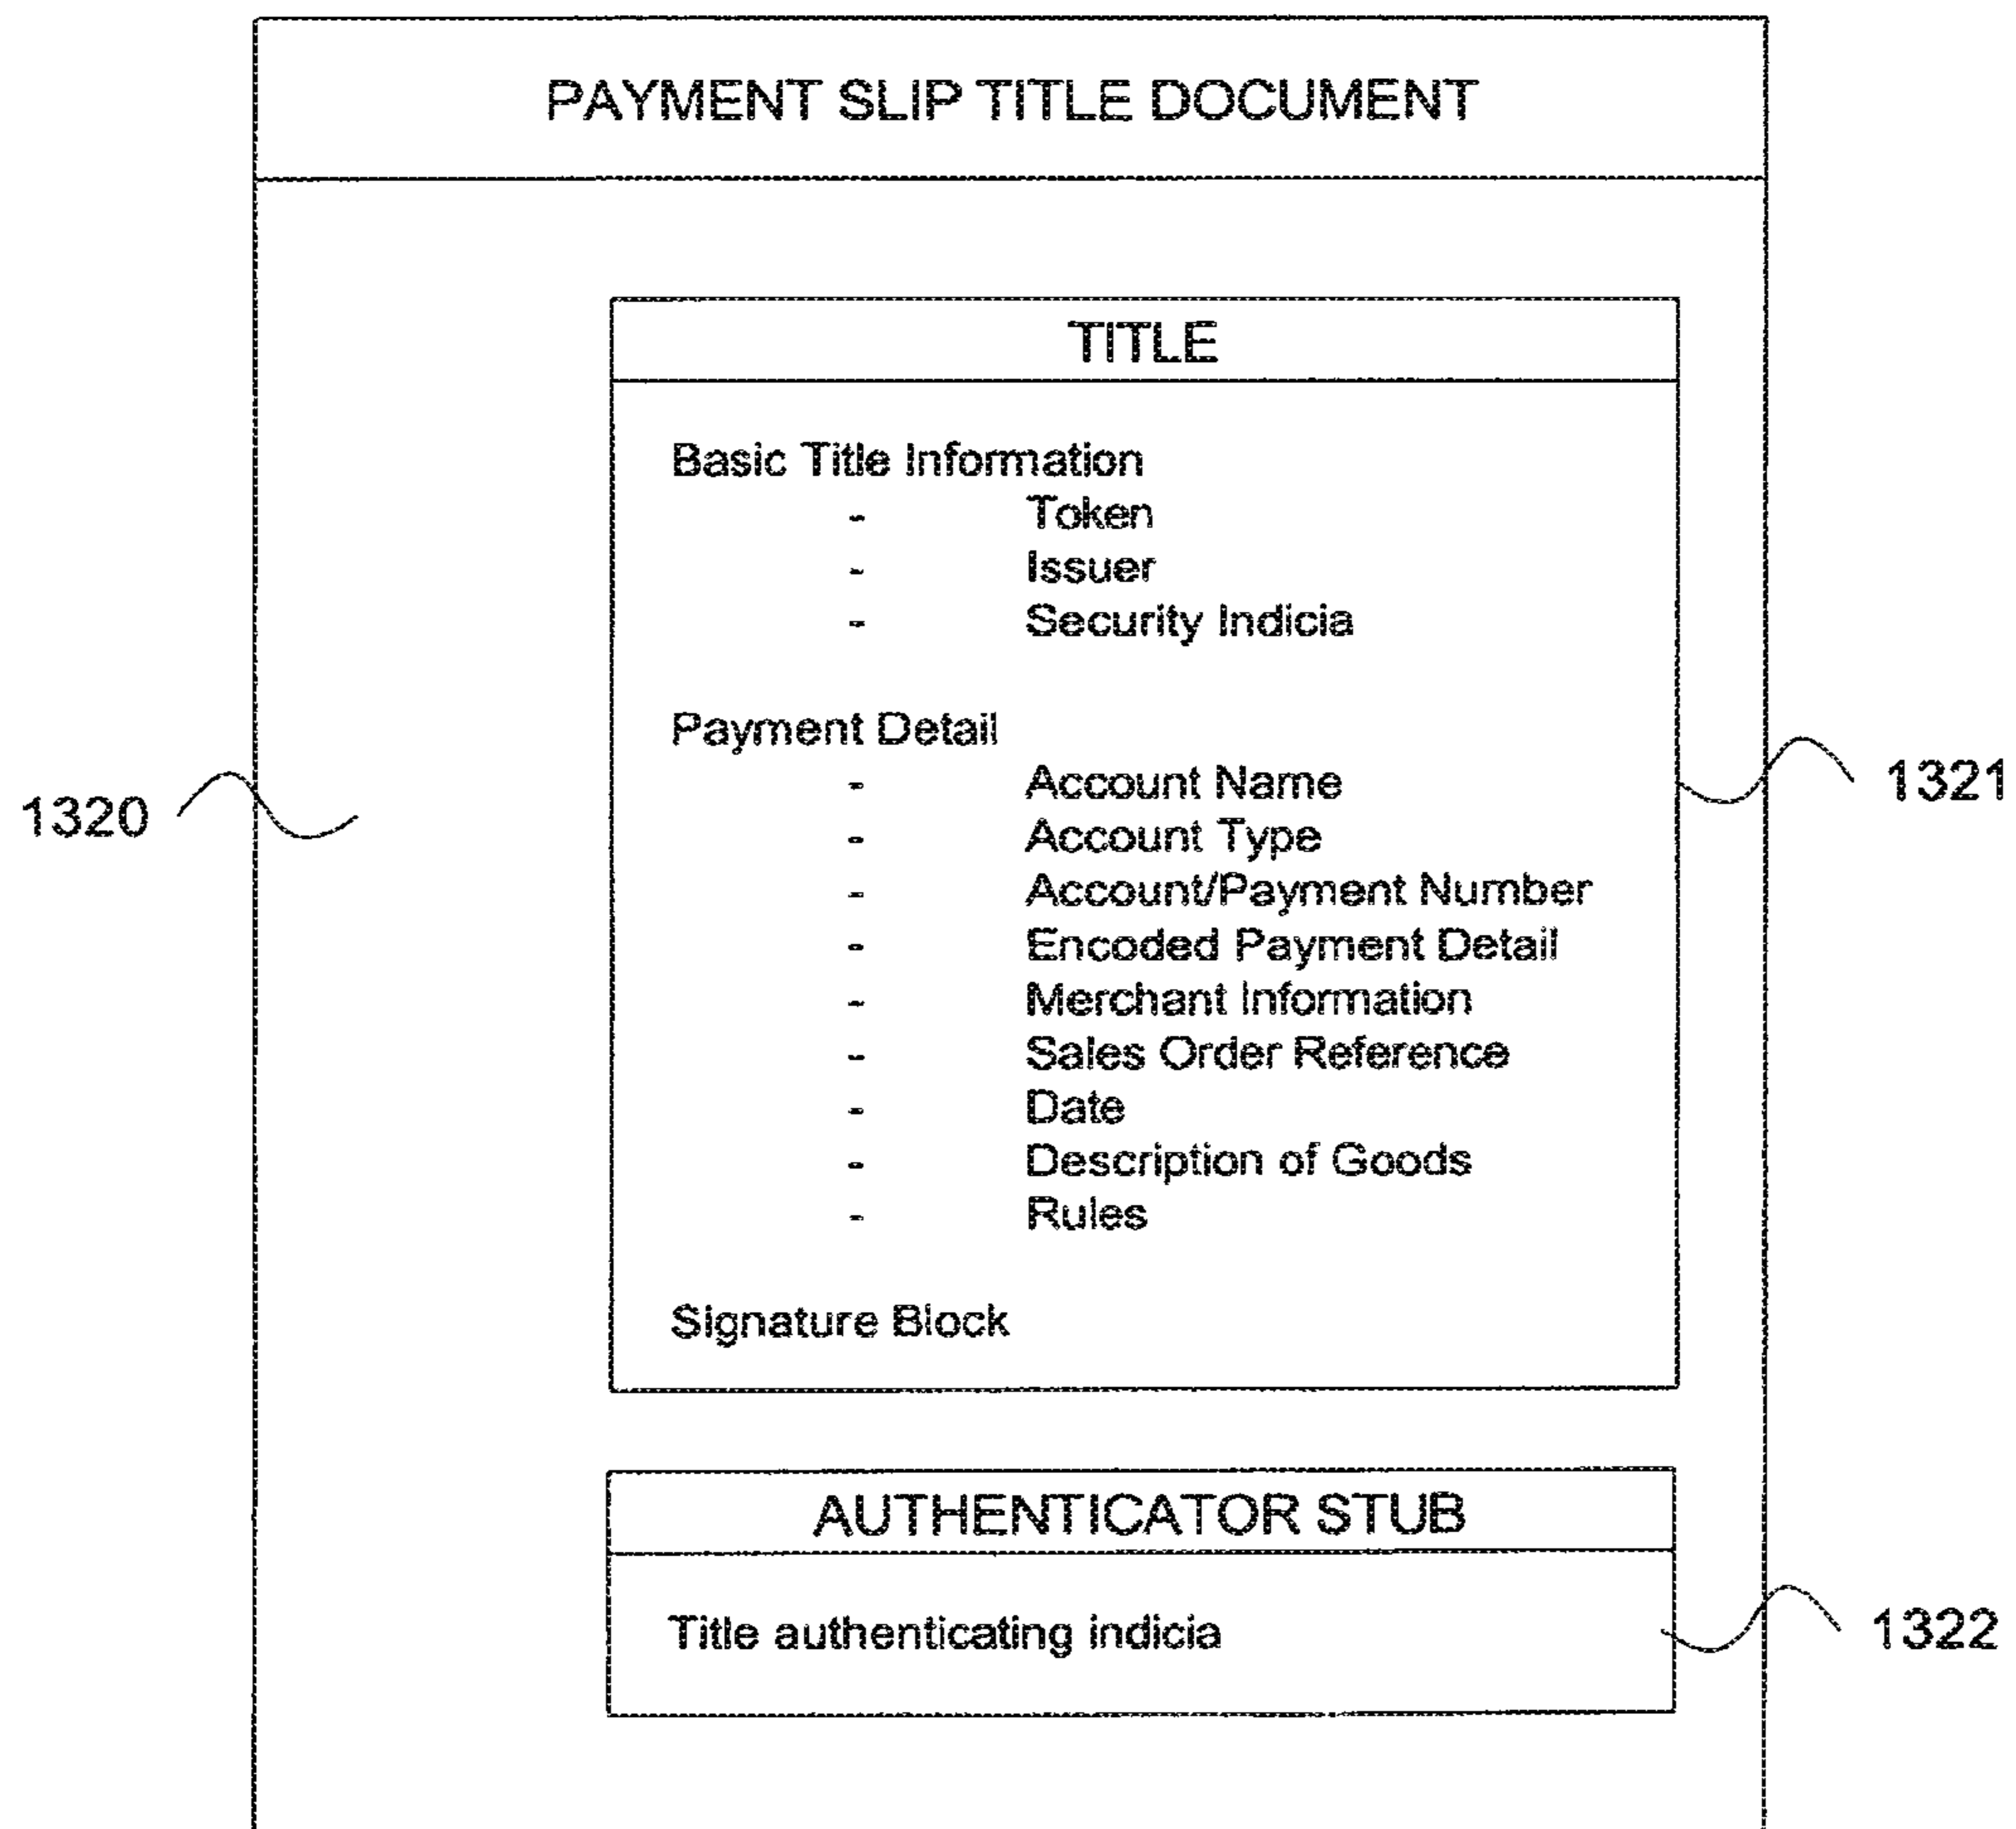 PAYMENT SLIP TITLE DOCUMENT
TITLE
Basic Title Information
- Token
- Issuer
- Security Indicia
Payment Detail
- Account Name
- Account Type
- Account/Payment Number
- Encoded Payment Detail
- Merchant Information
- Sales Order Reference
- Date
- Description of Goods
- Rules
Signature Block
1320
1321
AUTHENTICATOR STUB
Title authenticating indicia
1322